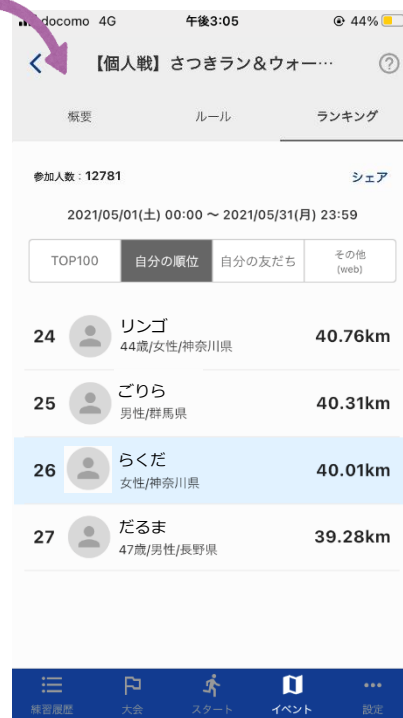 docomo 4G 午後3:05 44%
【個人戦】さつきラン＆ウォー…
概要 ルール ランキング
参加人数：12781 シェア
2021/05/01(土) 00:00 ～ 2021/05/31(月) 23:59
TOP100 自分の順位 自分の友だち その他
(web)
24 リンゴ 40.76km
44歳/女性/神奈川県
25 ごりら 40.31km
男性/群馬県
26 らくだ 40.01km
女性/神奈川県
27 だるま 39.28km
47歳/男性/長野県
練習履歴 大会 スタート イベント 設定